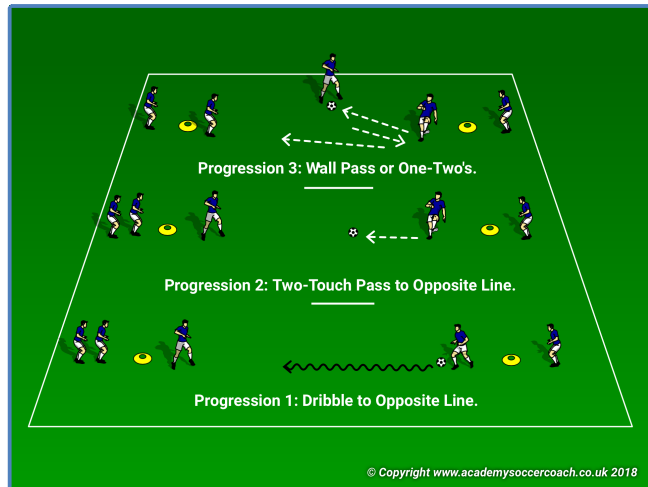 Progression 3: Wall Pass or One-Two's.
Progression 2: Two-Touch Pass to Opposite Line.
Progression 1: Dribble to Opposite Line.
© Copyright www.academysoccercoach.co.uk 2018